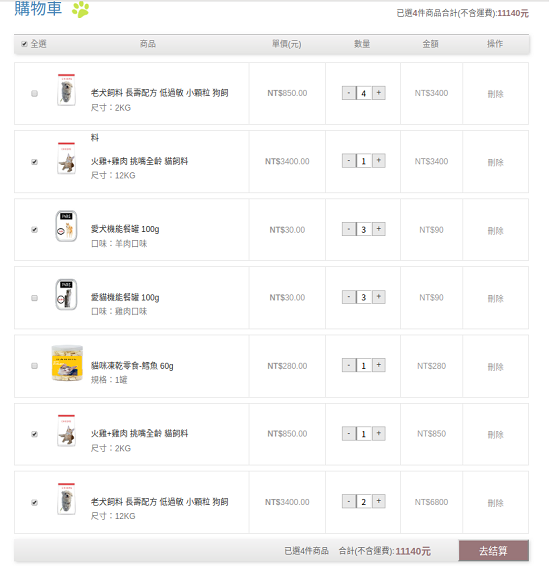 購物車
已選4件商品合計(不含運費):11140元
全選 商品 單價(元) 數量 金額 操作
老犬飼料 長壽配方 低過敏 小顆粒 狗飼料
尺寸：2KG
NT$850.00 - 4 + NT$3400 刪除
火雞+雞肉 挑嘴全齡 貓飼料
尺寸：12KG
NT$3400.00 - 1 + NT$3400 刪除
愛犬機能餐罐 100g
口味：羊肉口味
NT$30.00 - 3 + NT$90 刪除
愛貓機能餐罐 100g
口味：雞肉口味
NT$30.00 - 3 + NT$90 刪除
貓咪凍乾零食-鱈魚 60g
規格：1罐
NT$280.00 - 1 + NT$280 刪除
火雞+雞肉 挑嘴全齡 貓飼料
尺寸：2KG
NT$850.00 - 1 + NT$850 刪除
老犬飼料 長壽配方 低過敏 小顆粒 狗飼
尺寸：12KG
NT$3400.00 - 2 + NT$6800 刪除
已選4件商品 合計(不含運費):11140元 去結算